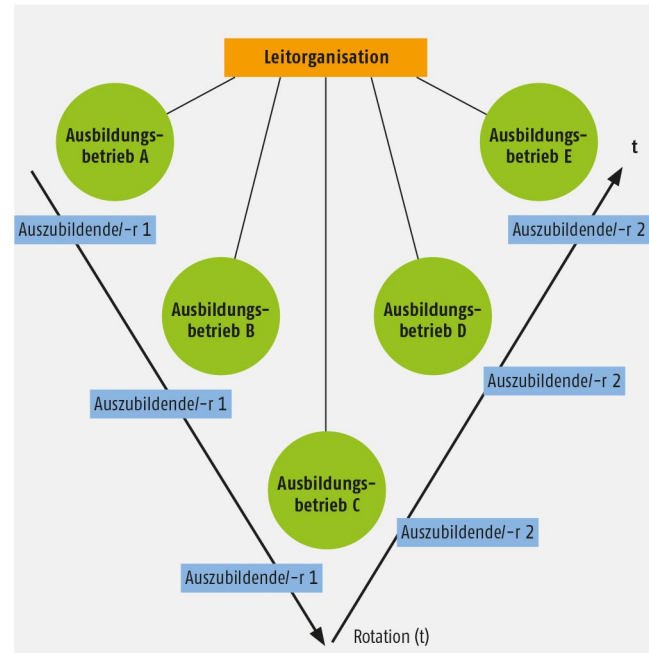 Leitorganisation
Ausbildungs-
betrieb A
Ausbildungs-
betrieb E
t
Auszubildende/-r 1
Auszubildende/-r 2
Ausbildungs-
betrieb B
Ausbildungs-
betrieb D
Auszubildende/-r 1
Auszubildende/-r 2
Ausbildungs-
betrieb C
Auszubildende/-r 2
Auszubildende/-r 1
Rotation (t)